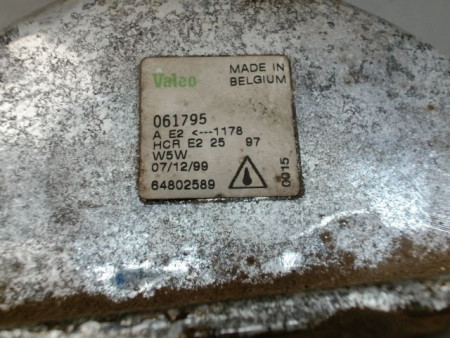 Valeo MADE IN
BELGIUM
061795
A E2 <---1178
HCR E2 25 97
W5W
07/12/99
64802589
0015